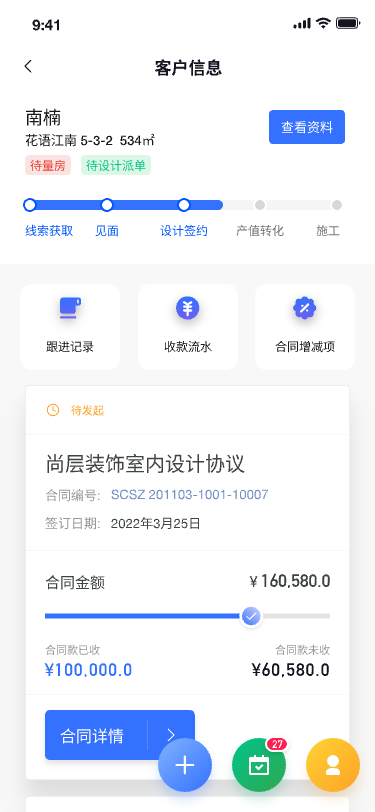 9:41
客户信息
南楠
花语江南 5-3-2 534㎡
查看资料
待量房 待设计派单
线索获取 见面 设计签约 产值转化 施工
跟进记录 收款流水 合同增减项
待发起
尚层装饰室内设计协议
合同编号: SCSZ 201103-1001-10007
签订日期: 2022年3月25日
合同金额 ¥ 160,580.0
合同款已收 合同款未收
¥100,000.0 ¥60,580.0
合同详情
27